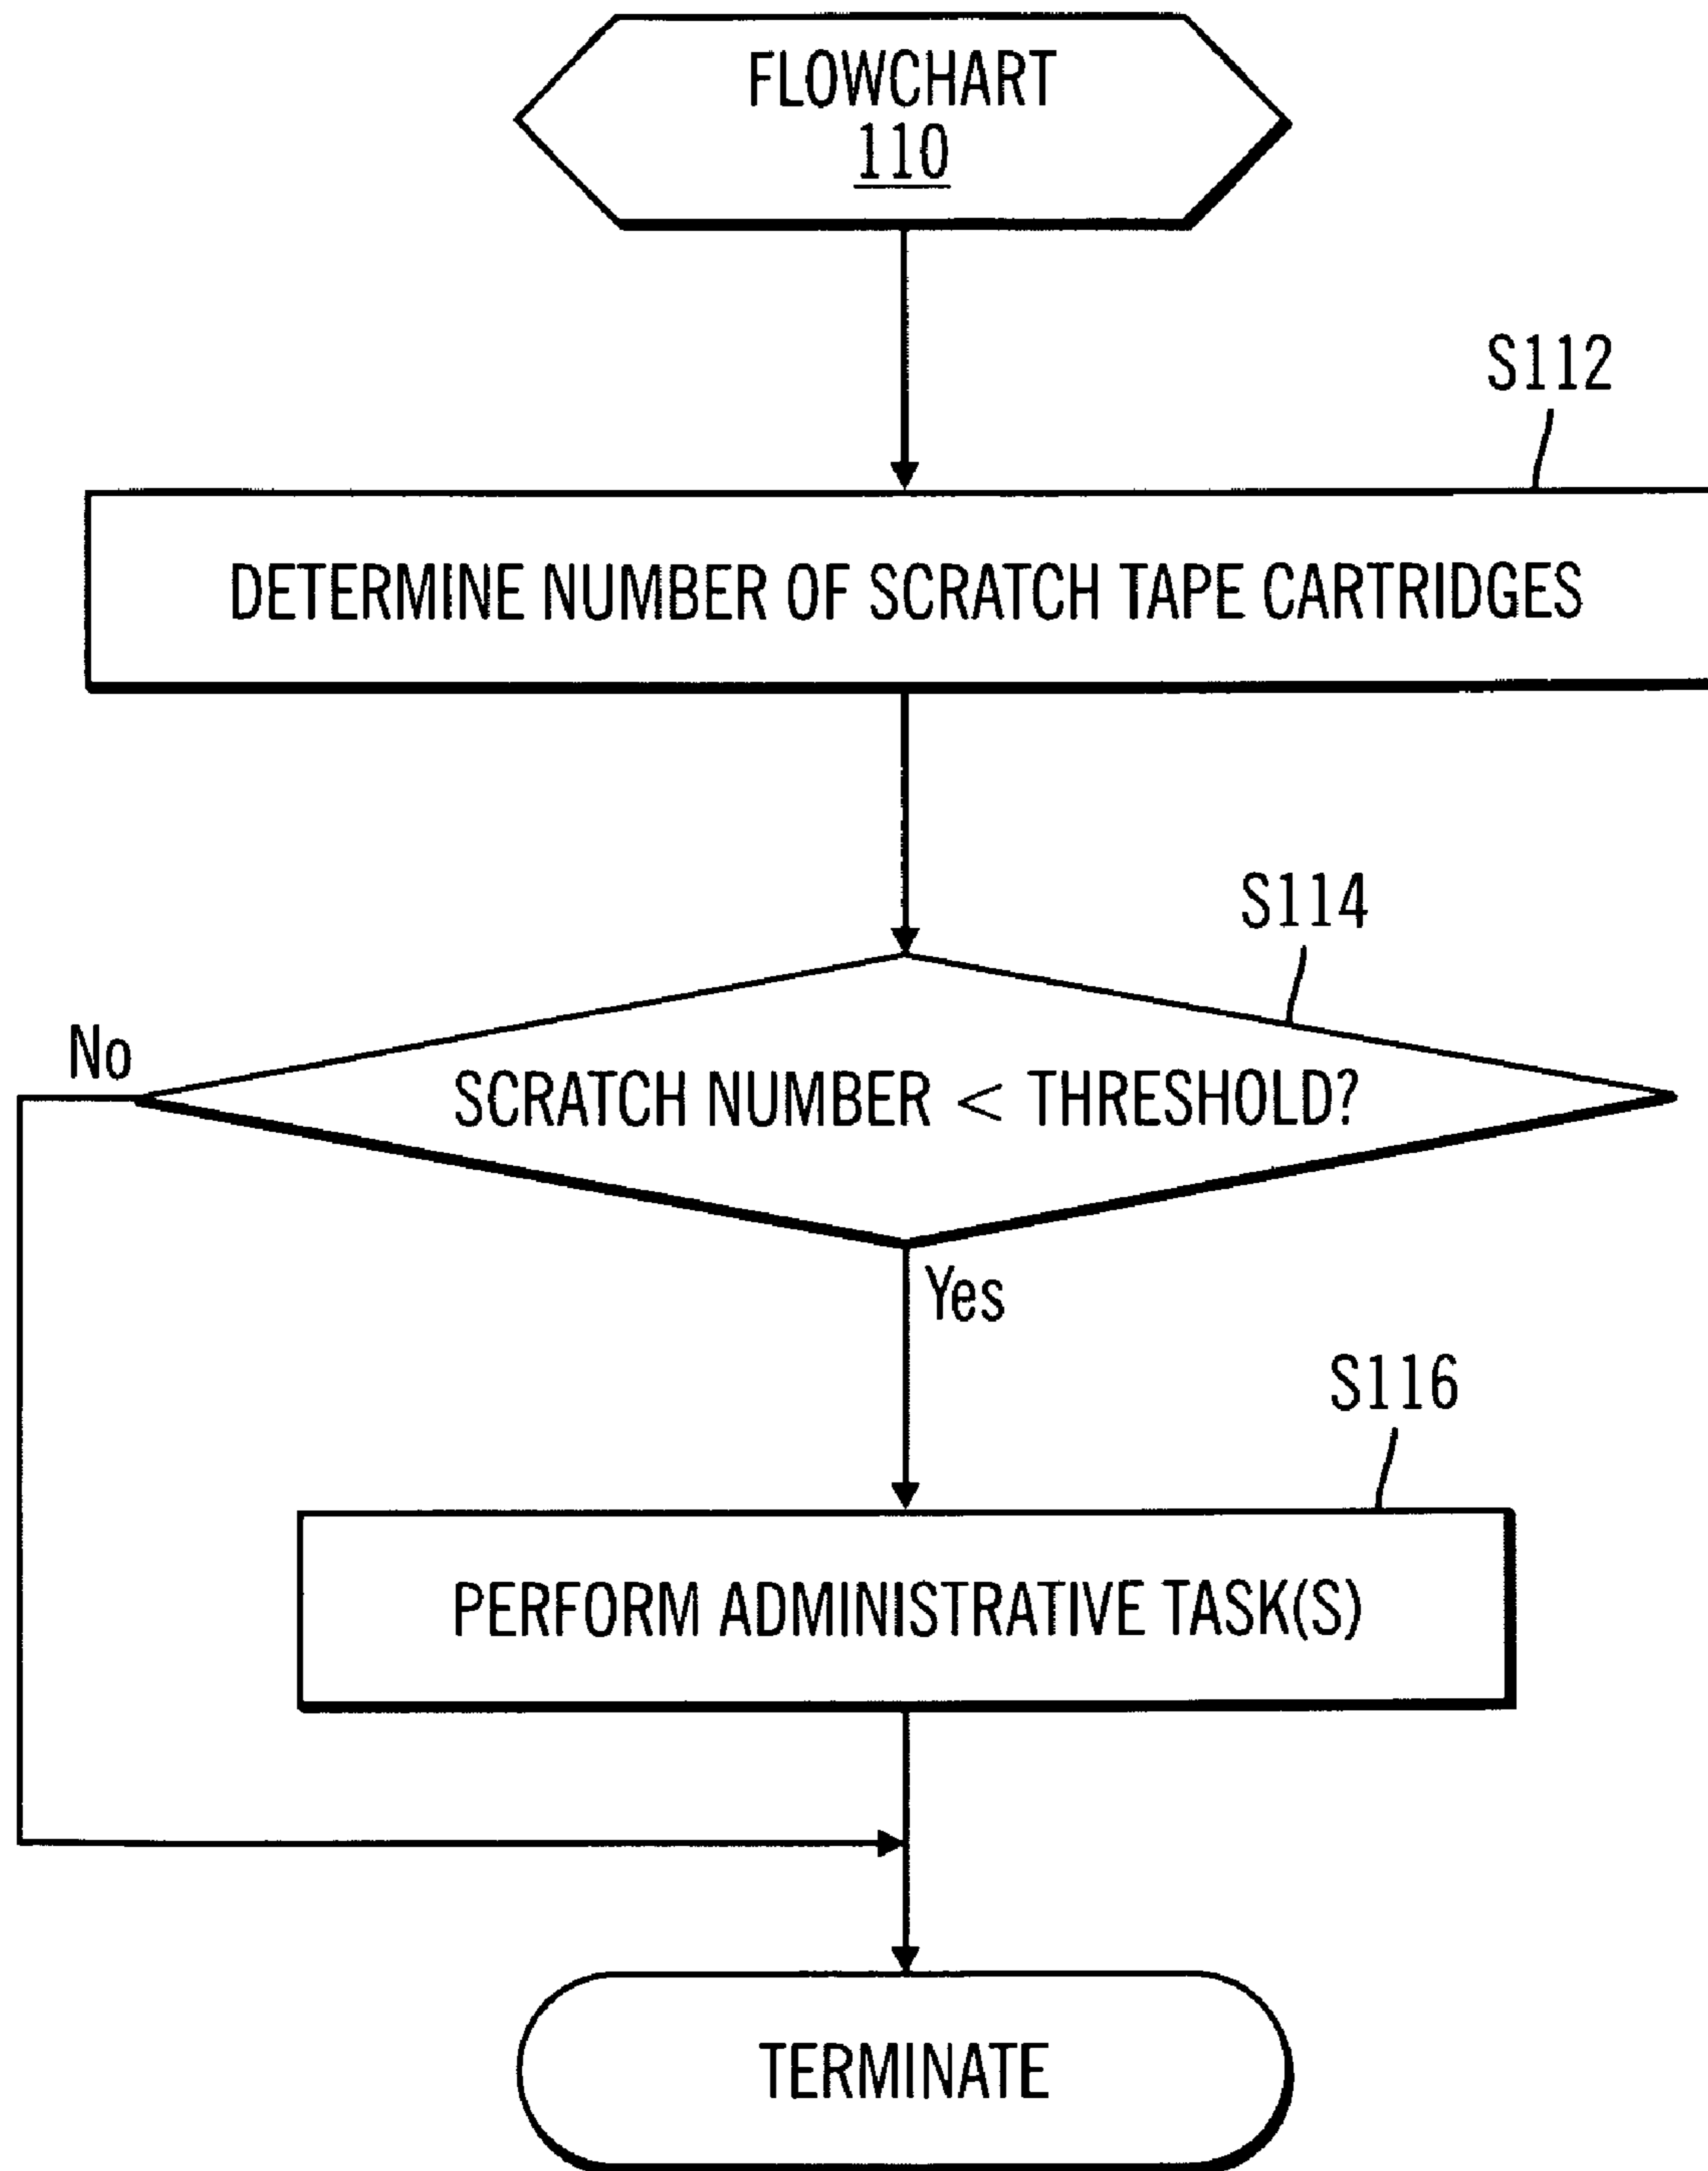 FLOWCHART
110
S112
DETERMINE NUMBER OF SCRATCH TAPE CARTRIDGES
S114
No
SCRATCH NUMBER < THRESHOLD?
Yes
S116
PERFORM ADMINISTRATIVE TASK(S)
TERMINATE